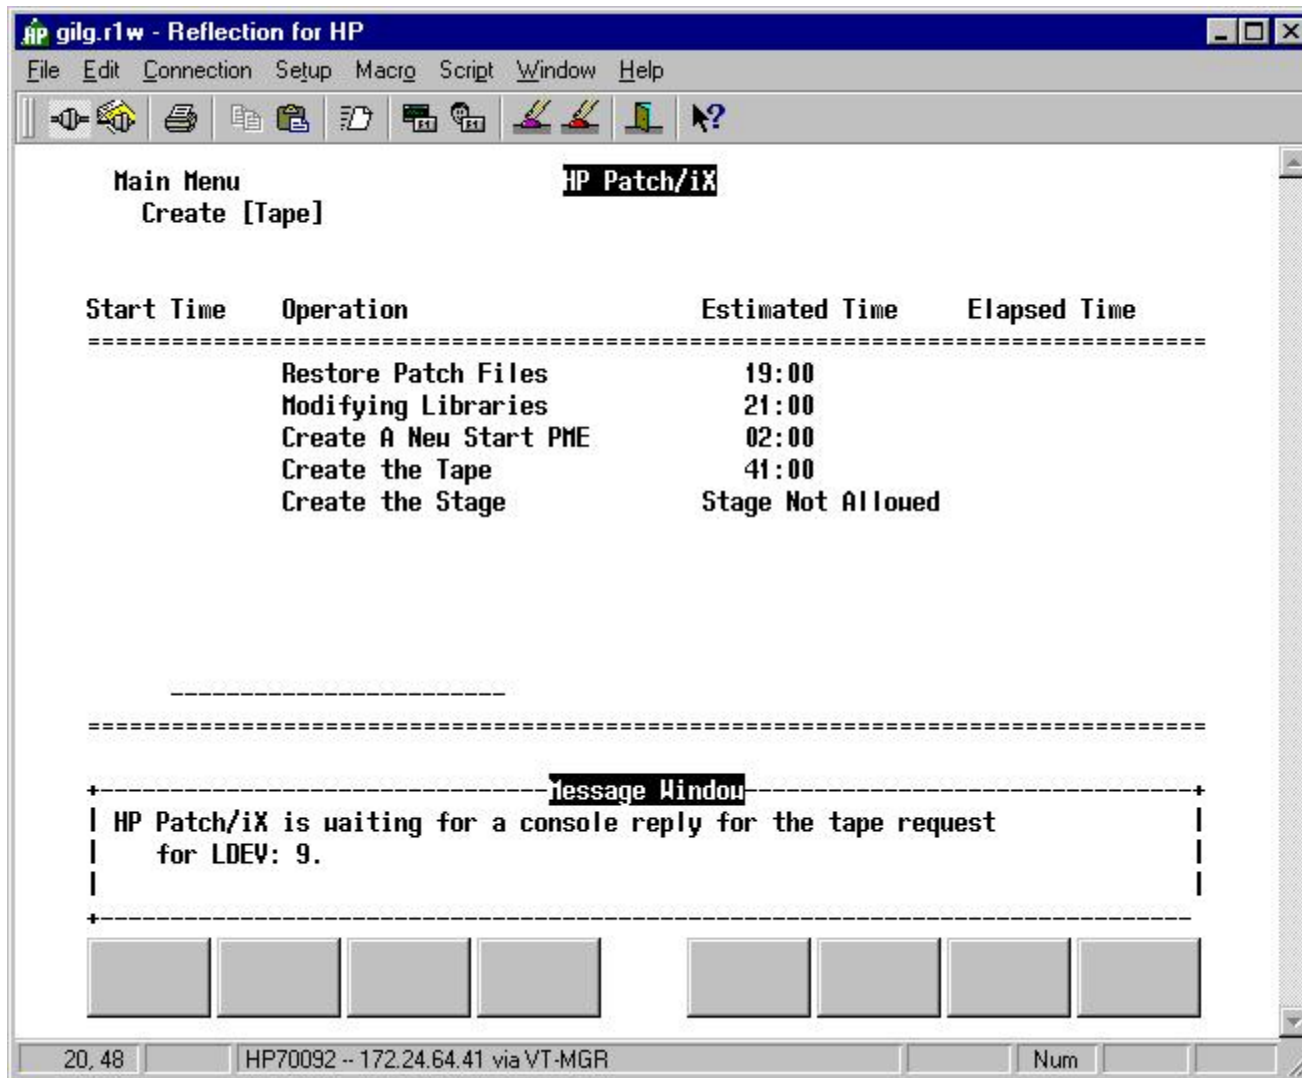 gilg.r1w - Reflection for HP
File Edit Connection Setup Macro Script Window Help
Main Menu HP Patch/iX
Create [Tape]
Start Time Operation Estimated Time Elapsed Time
================================================================================
Restore Patch Files 19:00
Modifying Libraries 21:00
Create A New Start PME 02:00
Create the Tape 41:00
Create the Stage Stage Not Allowed
------------------------
================================================================================
+--------------------------------Message Window--------------------------------+
| HP Patch/iX is waiting for a console reply for the tape request |
| for LDEV: 9. |
| |
+------------------------------------------------------------------------------
20, 48 HP70092 -- 172.24.64.41 via VT-MGR Num